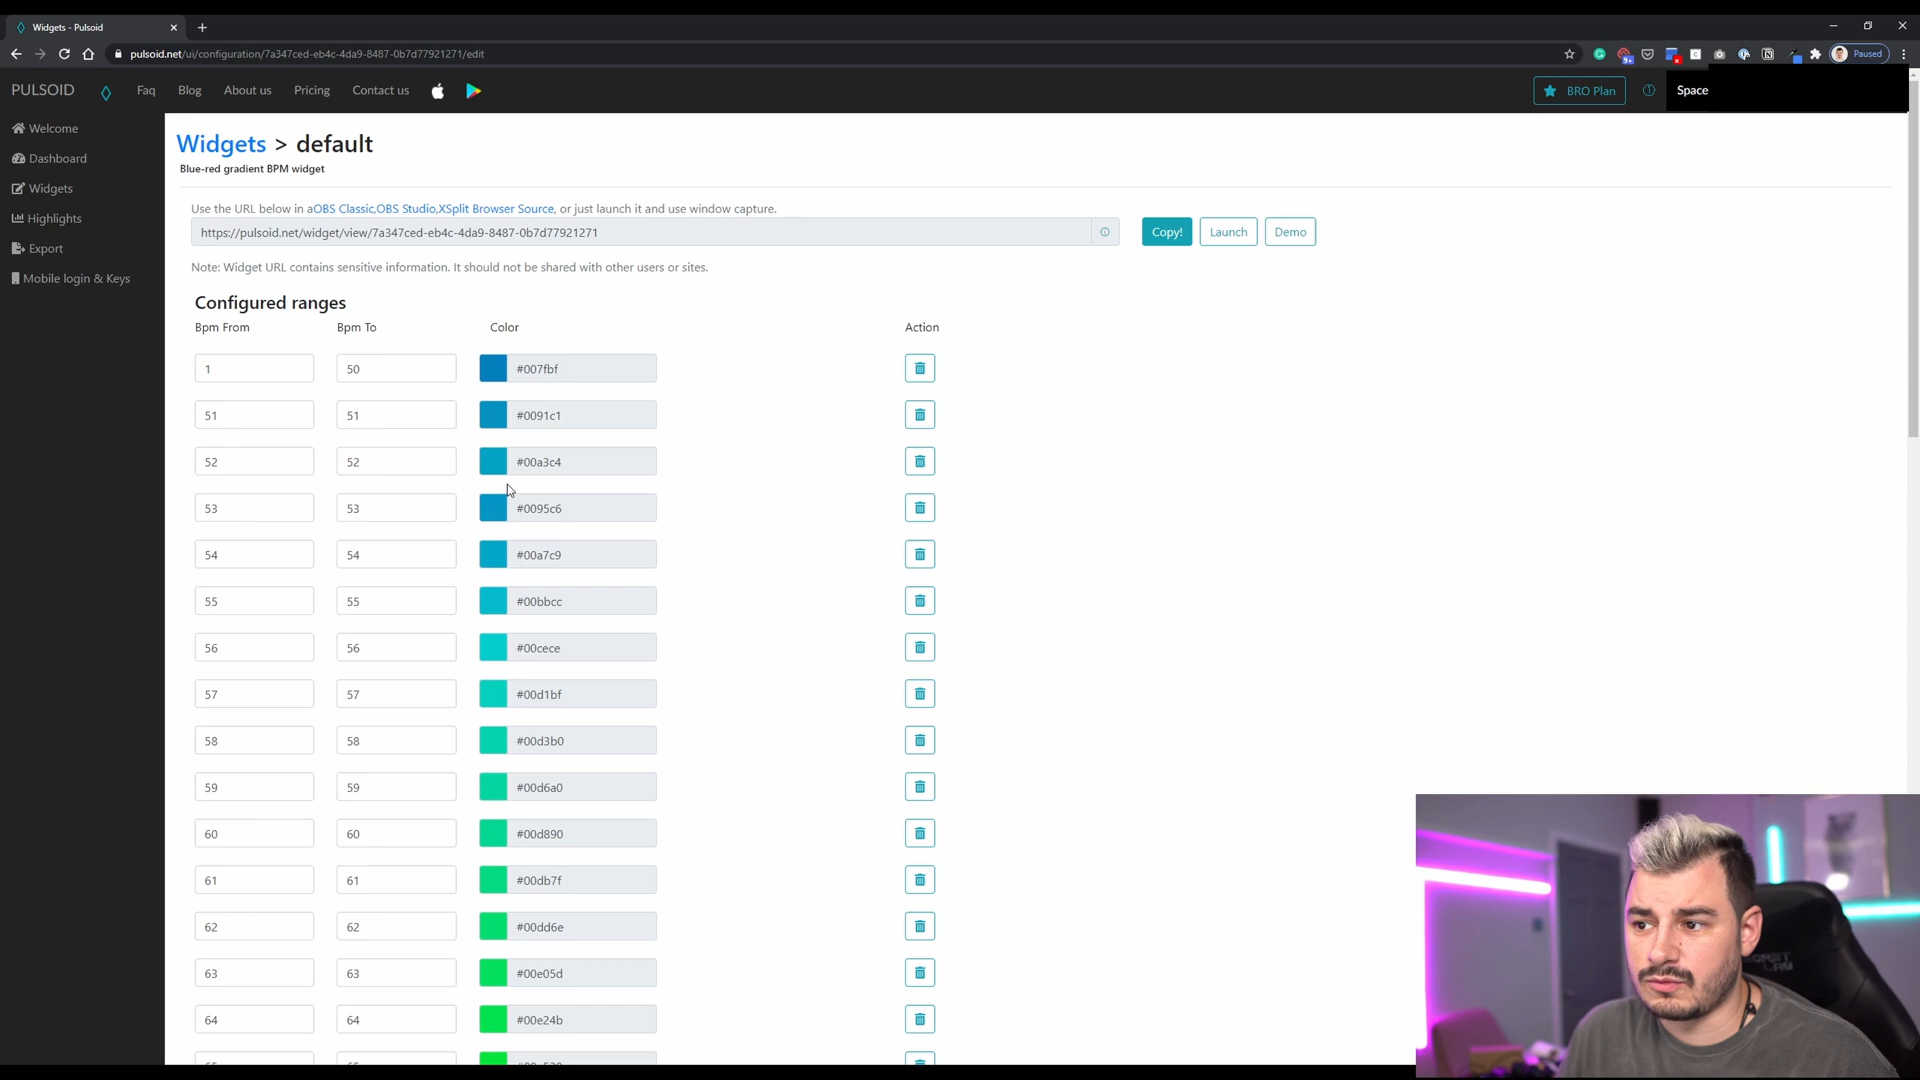 Widgets - Pulsoid
pulsoid.net/ui/configuration/7a347ced-eb4c-4da9-8487-0b7d77921271/edit
9+
Paused
PULSOID
Faq
Blog
About us
Pricing
Contact us
BRO Plan
Space
Welcome
Dashboard
Widgets
Highlights
Export
Mobile login & Keys
Widgets > default
Blue-red gradient BPM widget
Use the URL below in aOBS Classic,OBS Studio,XSplit Browser Source, or just launch it and use window capture.
https://pulsoid.net/widget/view/7a347ced-eb4c-4da9-8487-0b7d77921271
Copy!
Launch
Demo
Note: Widget URL contains sensitive information. It should not be shared with other users or sites.
Configured ranges
Bpm From Bpm To Color Action
1 50 #007fbf
51 51 #0091c1
52 52 #00a3c4
53 53 #0095c6
54 54 #00a7c9
55 55 #00bbcc
56 56 #00cece
57 57 #00d1bf
58 58 #00d3b0
59 59 #00d6a0
60 60 #00d890
61 61 #00db7f
62 62 #00dd6e
63 63 #00e05d
64 64 #00e24b